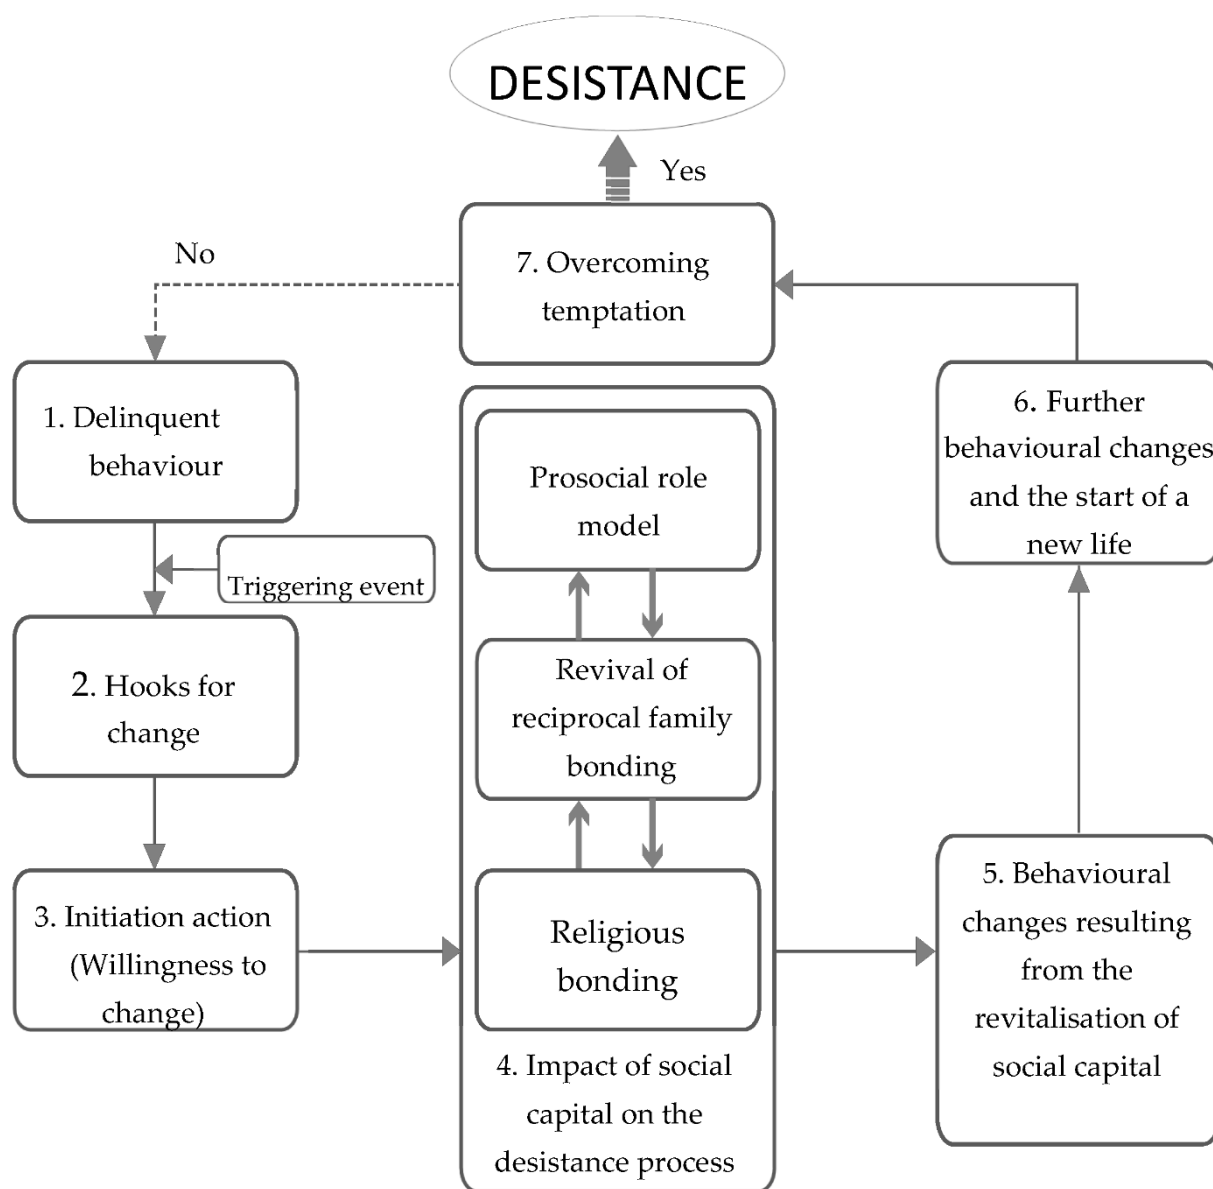 DESISTANCE
Yes
No
7. Overcoming
temptation
1. Delinquent
behaviour
Triggering event
2. Hooks for
change
3. Initiation action
(Willingness to
change)
Prosocial role
model
Revival of
reciprocal family
bonding
Religious
bonding
4. Impact of social
capital on the
desistance process
5. Behavioural
changes resulting
from the
revitalisation of
social capital
6. Further
behavioural changes
and the start of a
new life